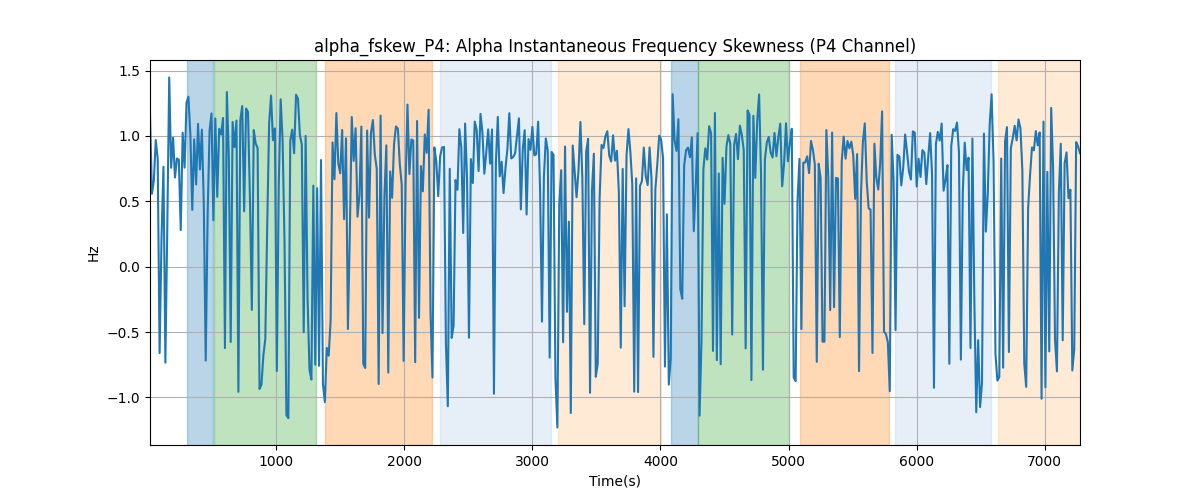 alpha_fskew_P4: Alpha Instantaneous Frequency Skewness (P4 Channel)
1.5
1.0
0.5
0.0
−0.5
−1.0
Hz
1000 2000 3000 4000 5000 6000 7000
Time(s)